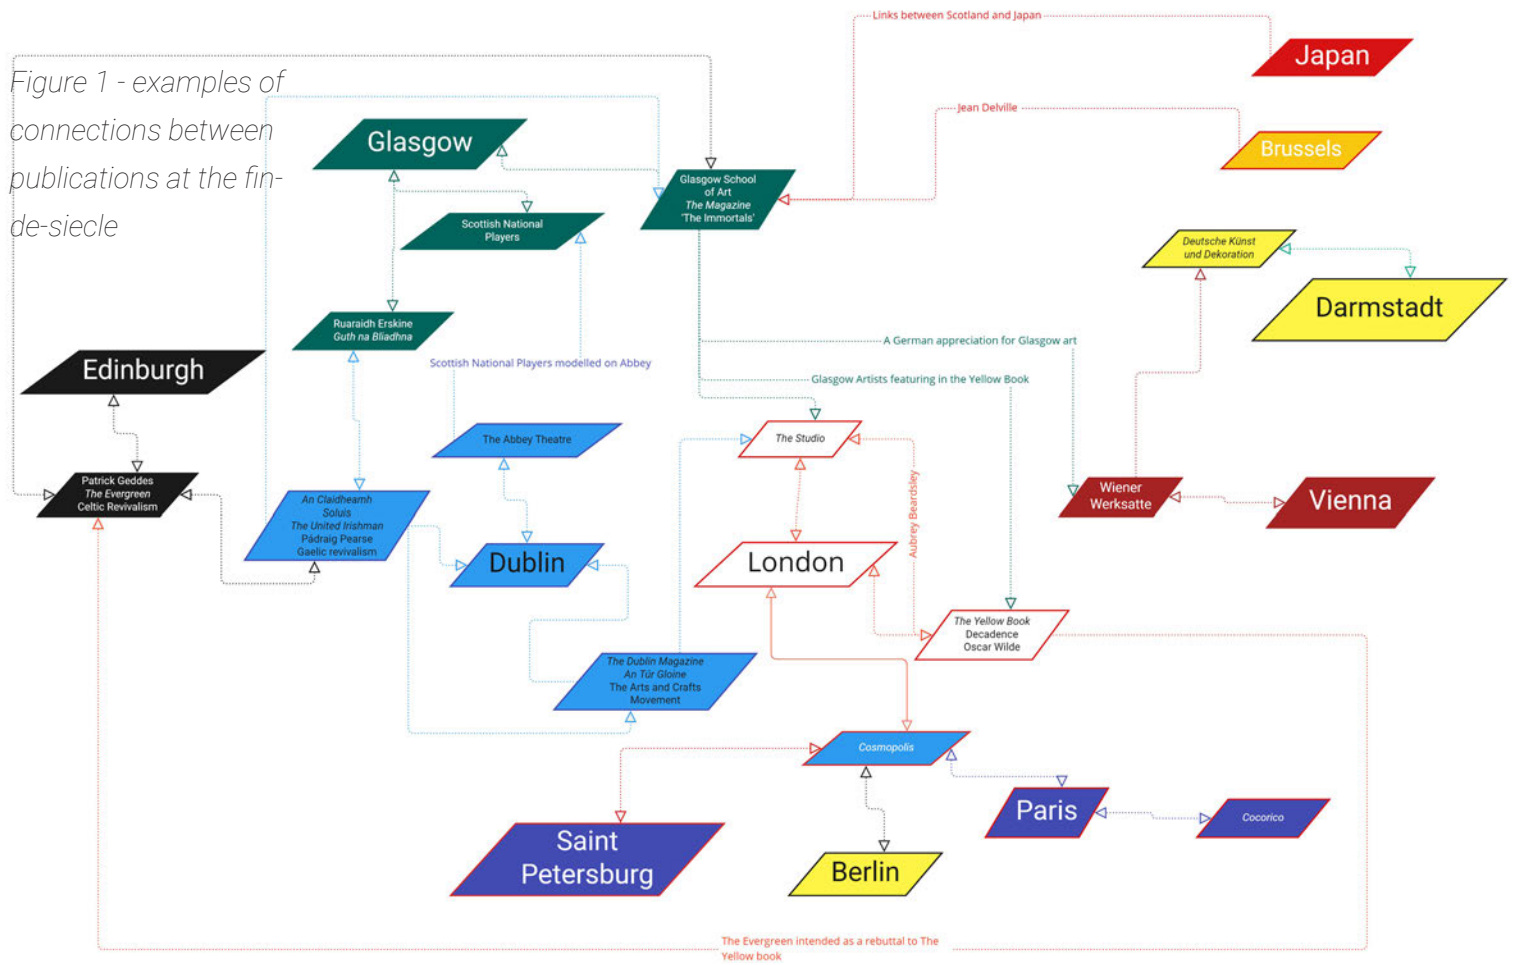 Links between Scotland and Japan
Japan
Figure 1 - examples of
connections between
publications at the fin-
de-siecle
Jean Delville
Brussels
Glasgow
Glasgow School
of Art
The Magazine
'The Immortals'
Scottish National
Players
Deutsche Künst
und Dekoration
Darmstadt
Ruaraidh Erskine
Guth na Bliadhna
A German appreciation for Glasgow art
Edinburgh
Scottish National Players modelled on Abbey
Glasgow Artists featuring in the Yellow Book
The Abbey Theatre
The Studio
Patrick Geddes
The Evergreen
Celtic Revivalism
An Claidheamh
Soluis
The United Irishman
Pádraig Pearse
Gaelic revivalism
Aubrey Beardsley
Wiener
Werksatte
Vienna
Dublin
London
The Yellow Book
Decadence
Oscar Wilde
The Dublin Magazine
An Túr Gloine
The Arts and Crafts
Movement
Cosmopolis
Paris
Cocorico
Saint
Petersburg
Berlin
The Evergreen intended as a rebuttal to The
Yellow book